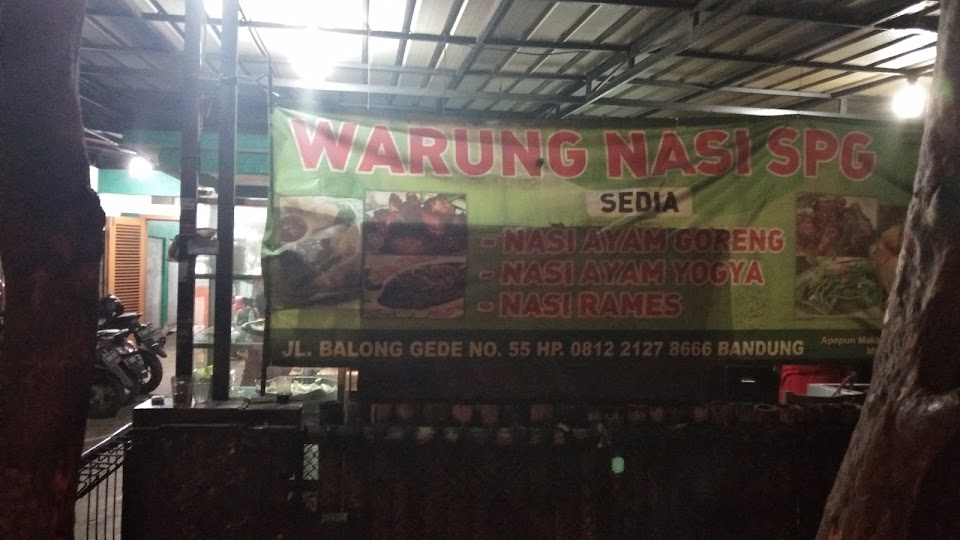 WARUNG NASI SPG
SEDIA
- NASI AYAM GORENG
- NASI AYAM YOGYA
- NASI RAMES
JL. BALONG GEDE NO. 55 HP. 0812 2127 8666 BANDUNG
Apapun